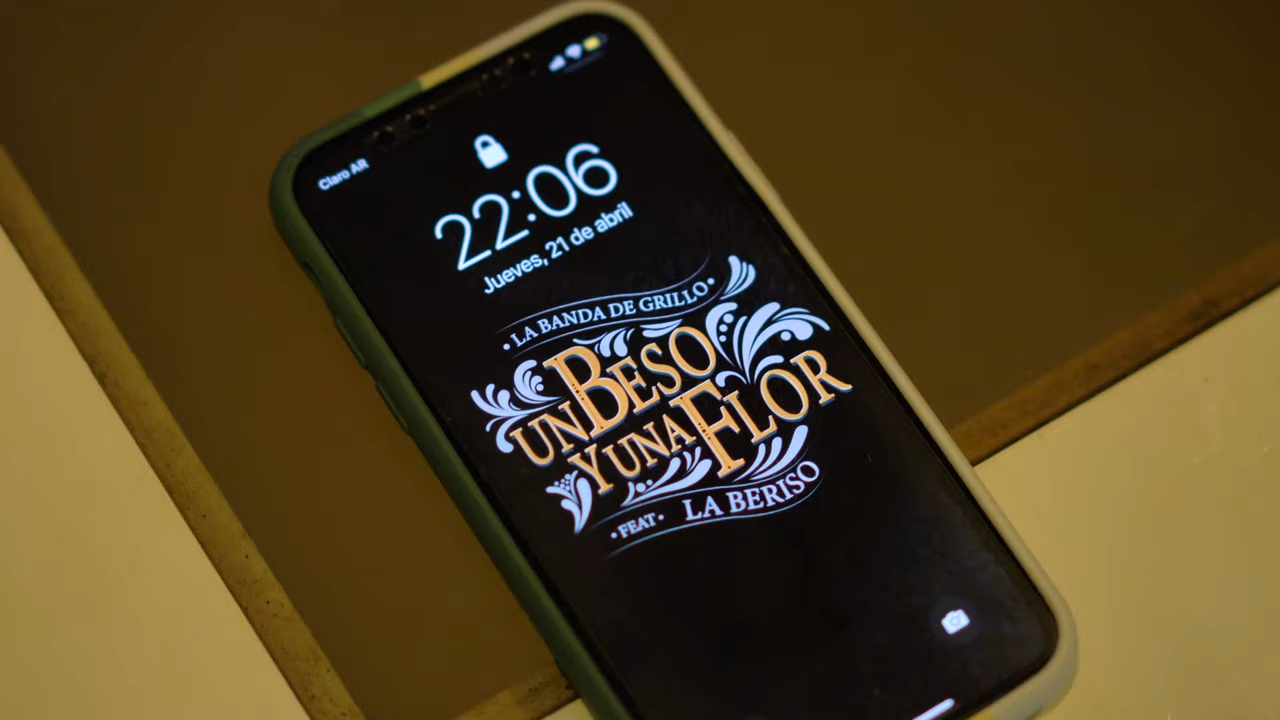 Claro AR
22:06
Jueves, 21 de abril
• LA BANDA DE GRILLO •
UN BESO
Y UNA FLOR
• FEAT • LA BERISO